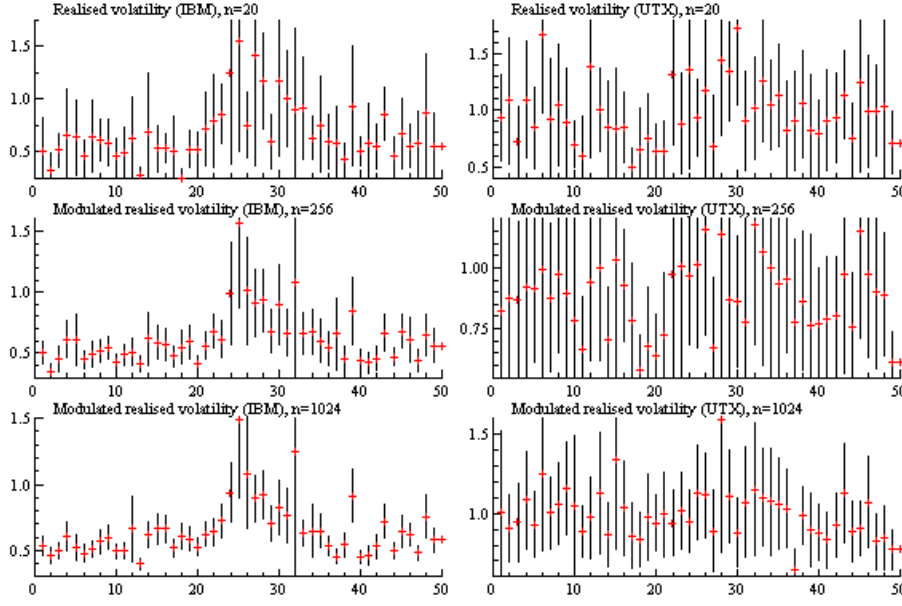 Realised volatility (IBM), n=20
1.5
1.0
0.5
0 10 20 30 40 50
Realised volatility (UTX), n=20
1.5
1.0
0.5
0 10 20 30 40 50
Modulated realised volatility (IBM), n=256
1.5
1.0
0.5
0 10 20 30 40 50
Modulated realised volatility (UTX), n=256
1.00
0.75
0 10 20 30 40 50
Modulated realised volatility (IBM), n=1024
1.5
1.0
0.5
0 10 20 30 40 50
Modulated realised volatility (UTX), n=1024
1.5
1.0
0 10 20 30 40 50